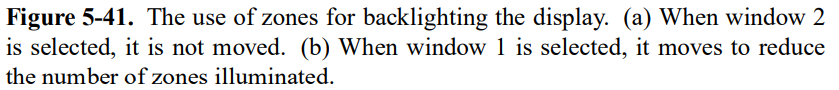 Figure 5-41. The use of zones for backlighting the display. (a) When window 2
is selected, it is not moved. (b) When window 1 is selected, it moves to reduce
the number of zones illuminated.